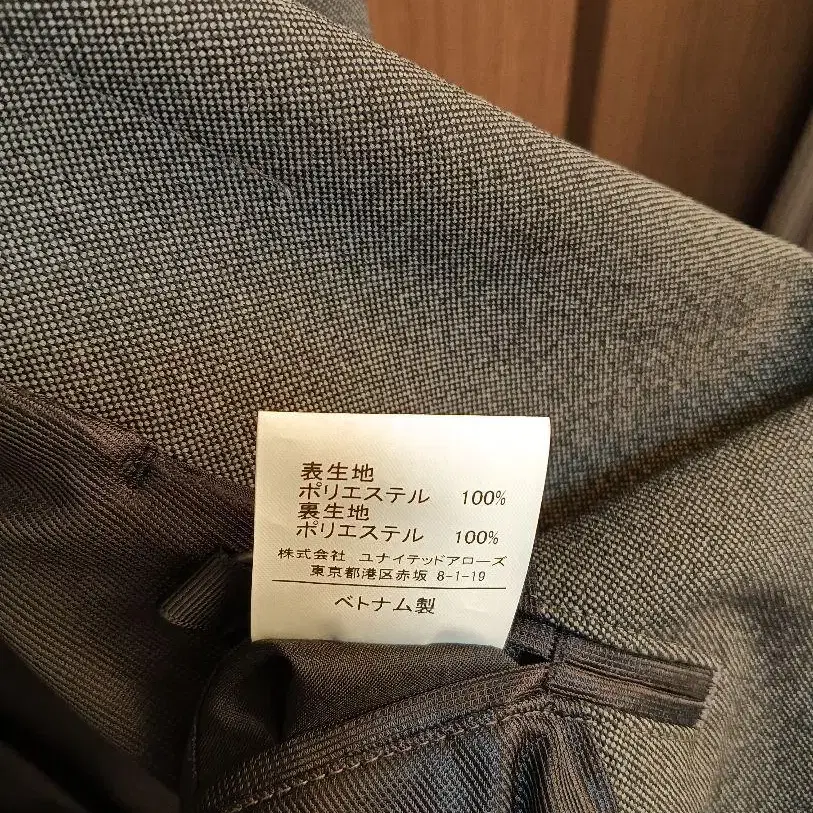 表生地
ポリエステル 100%
裏生地
ポリエステル 100%
株式会社 ユナイテッドアローズ
東京都港区赤坂 8-1-19
ベトナム製